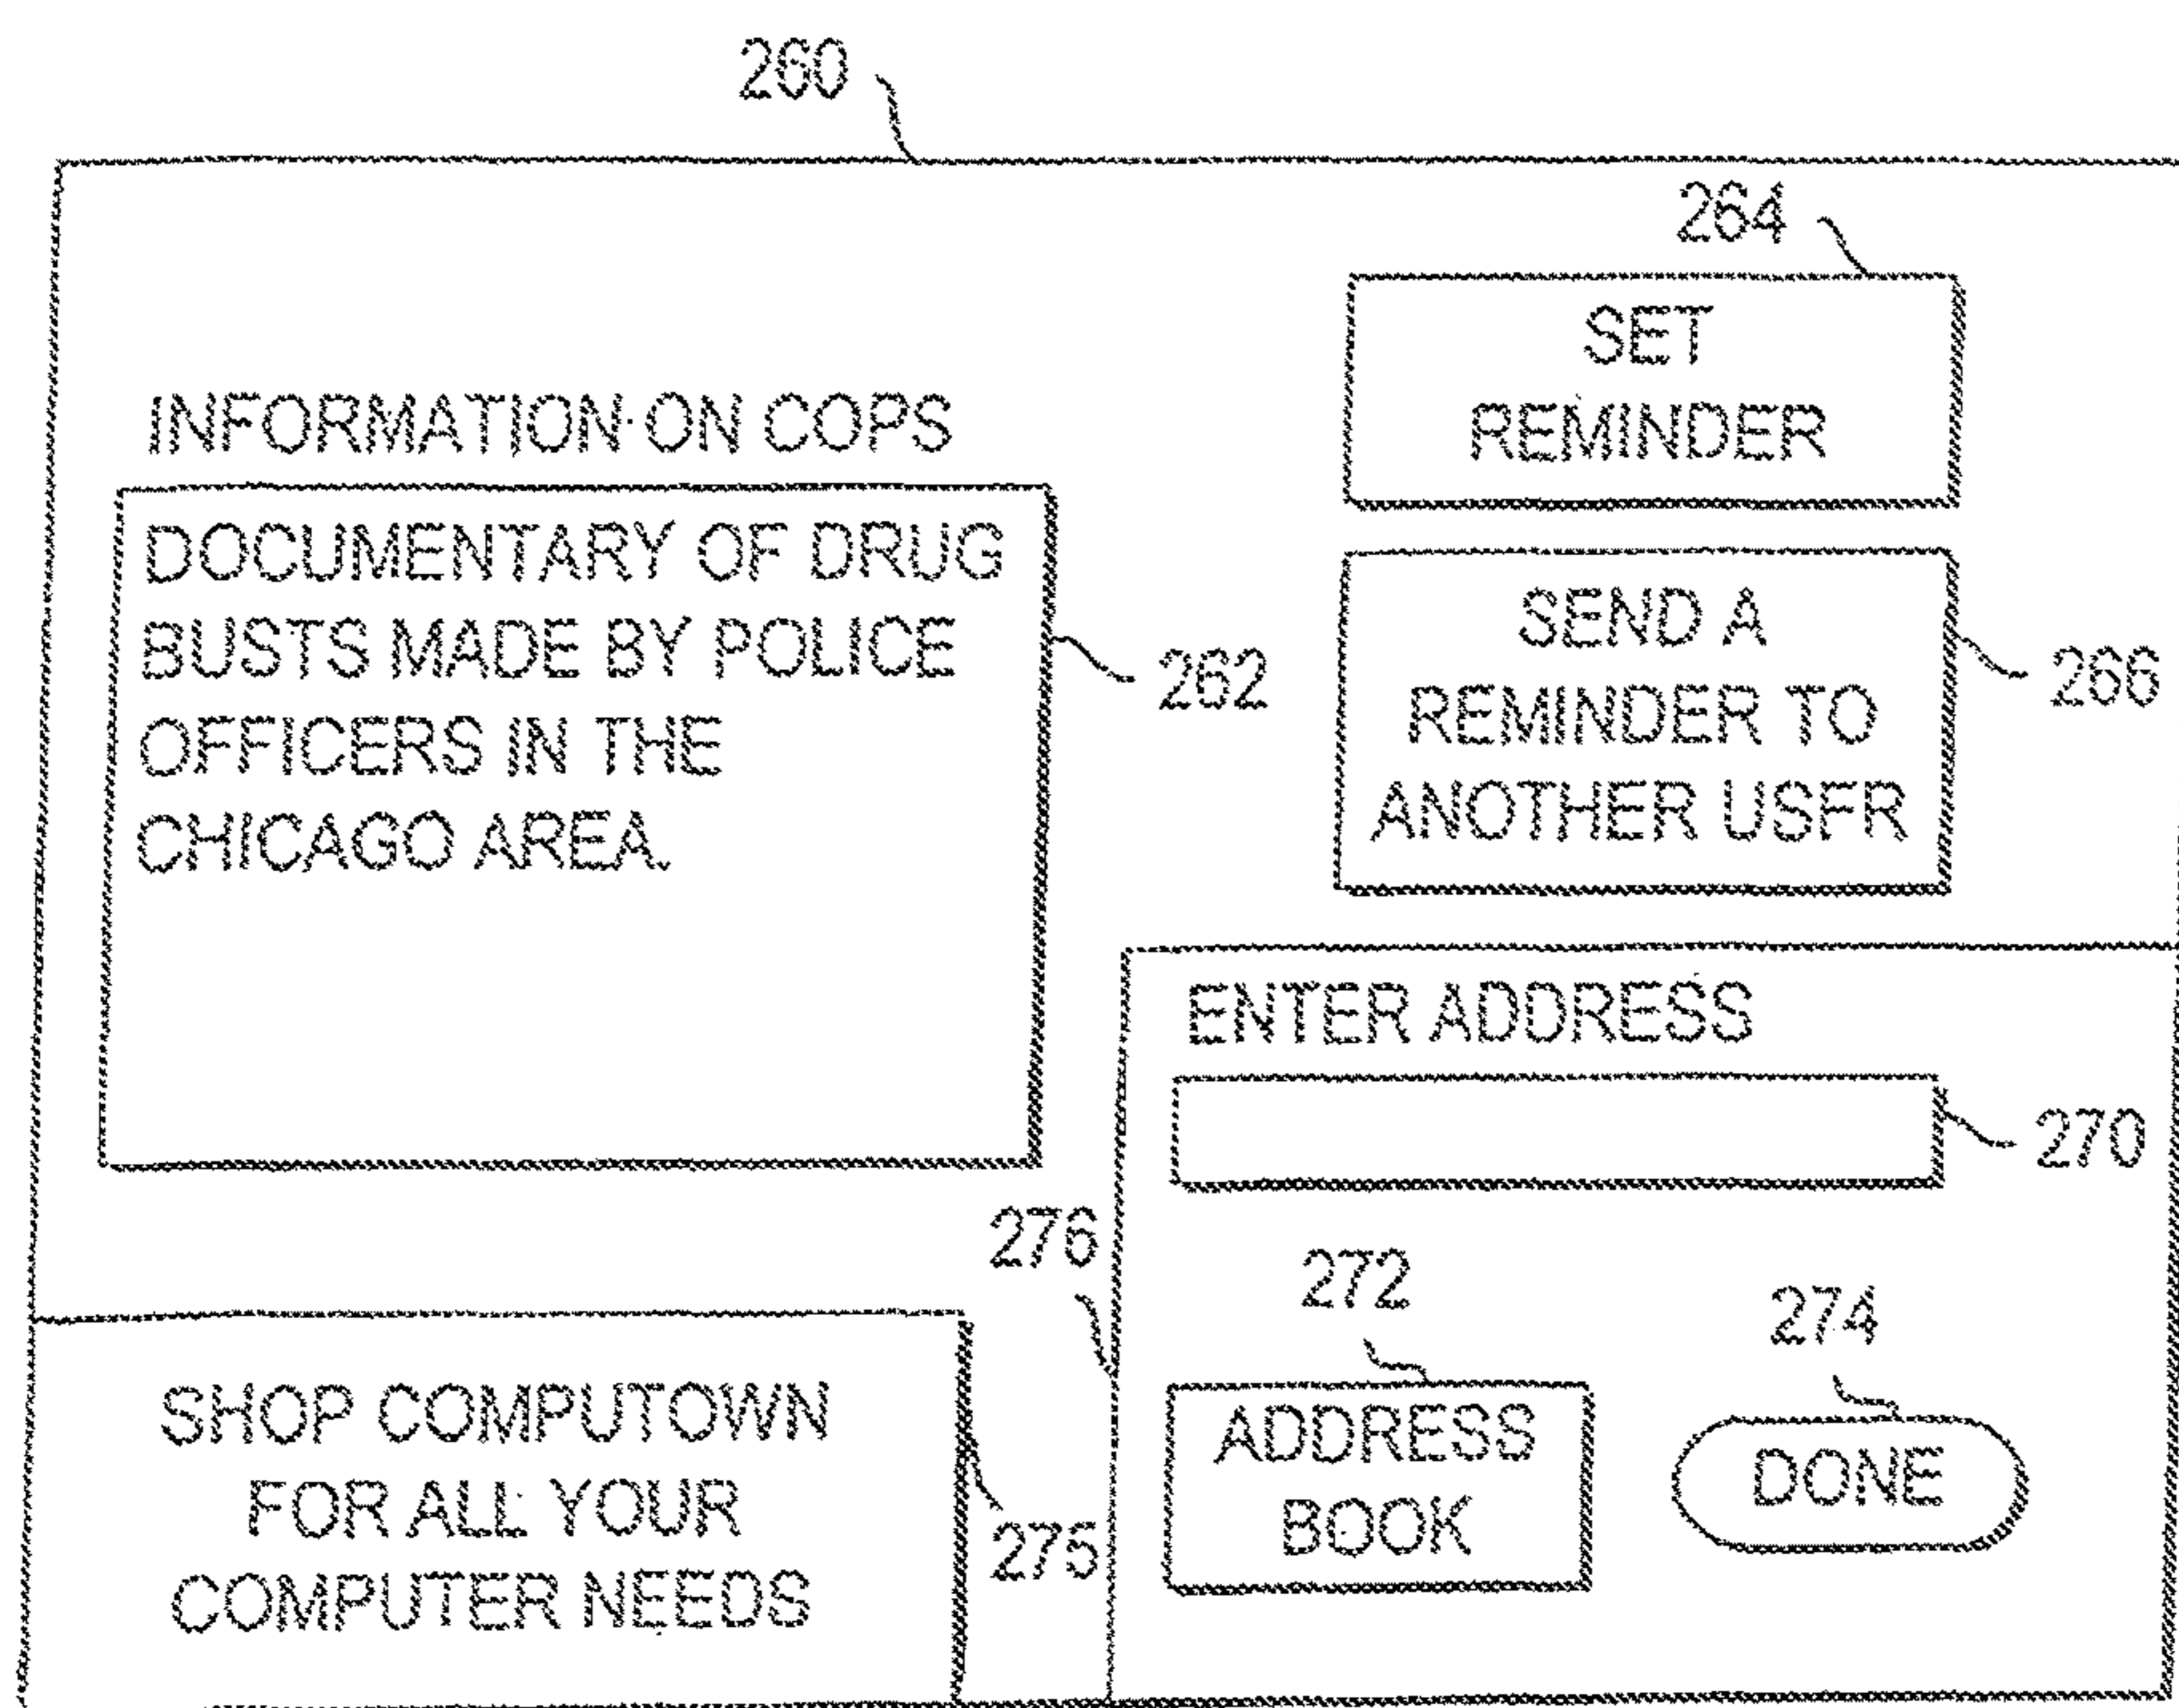 260
264
SET
REMINDER
INFORMATION ON COPS
DOCUMENTARY OF DRUG
BUSTS MADE BY POLICE
OFFICERS IN THE
CHICAGO AREA.
262
SEND A
REMINDER TO
ANOTHER USFR
266
ENTER ADDRESS
270
276
272
274
ADDRESS
BOOK
DONE
SHOP COMPUTOWN
FOR ALL YOUR
COMPUTER NEEDS
275